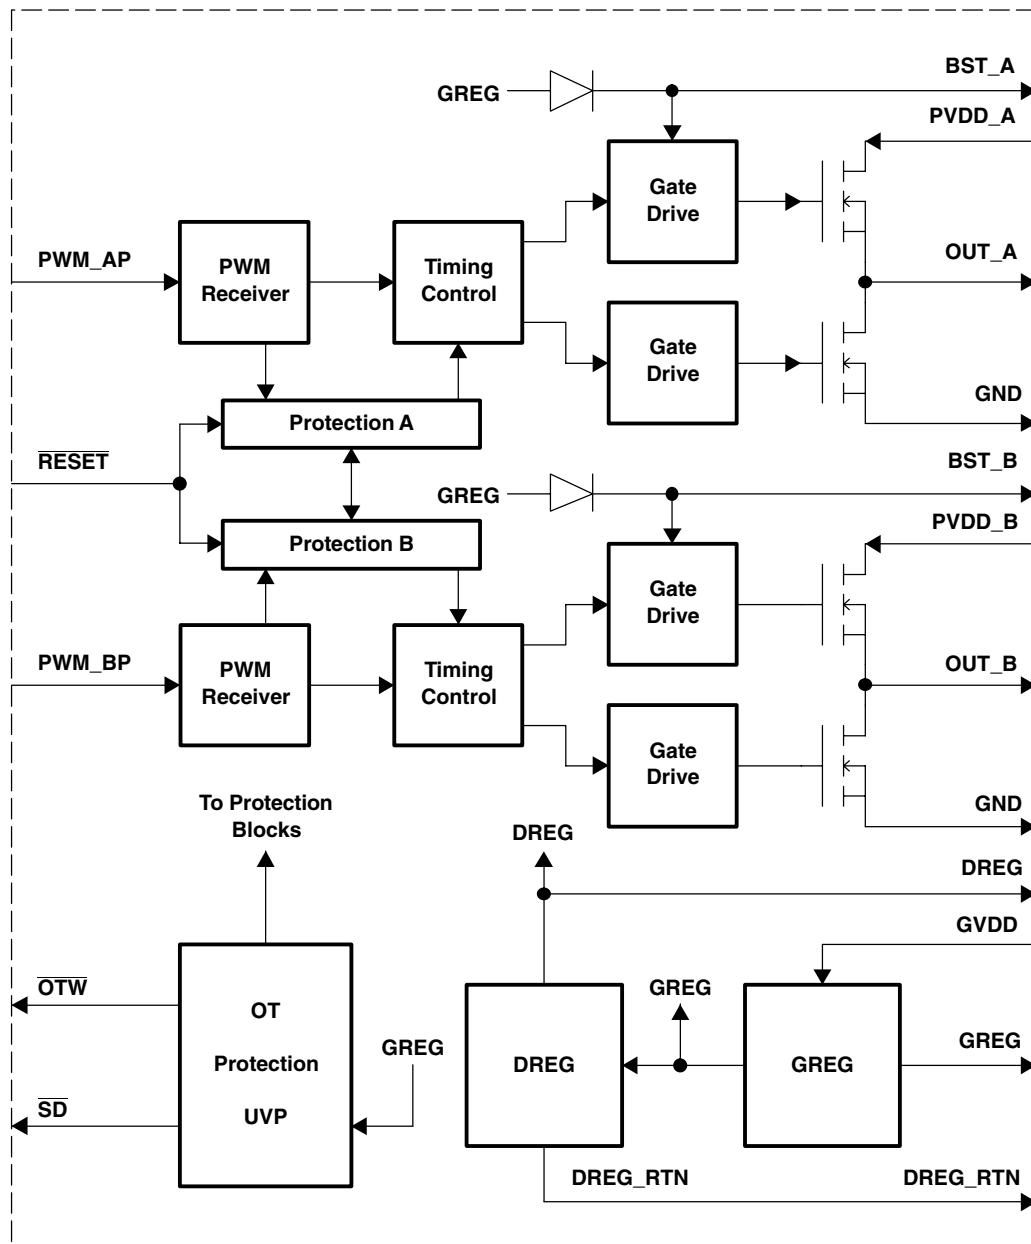 BST_A
GREG
PVDD_A
Gate
Drive
PWM_AP
PWM
Receiver
Timing
Control
OUT_A
Gate
Drive
GND
Protection A
RESET
BST_B
GREG
PVDD_B
Protection B
Gate
Drive
PWM_BP
PWM
Receiver
Timing
Control
OUT_B
Gate
Drive
GND
To Protection
Blocks
DREG
DREG
GVDD
OTW
GREG
OT
Protection
UVP
GREG
DREG
GREG
GREG
SD
DREG_RTN
DREG_RTN